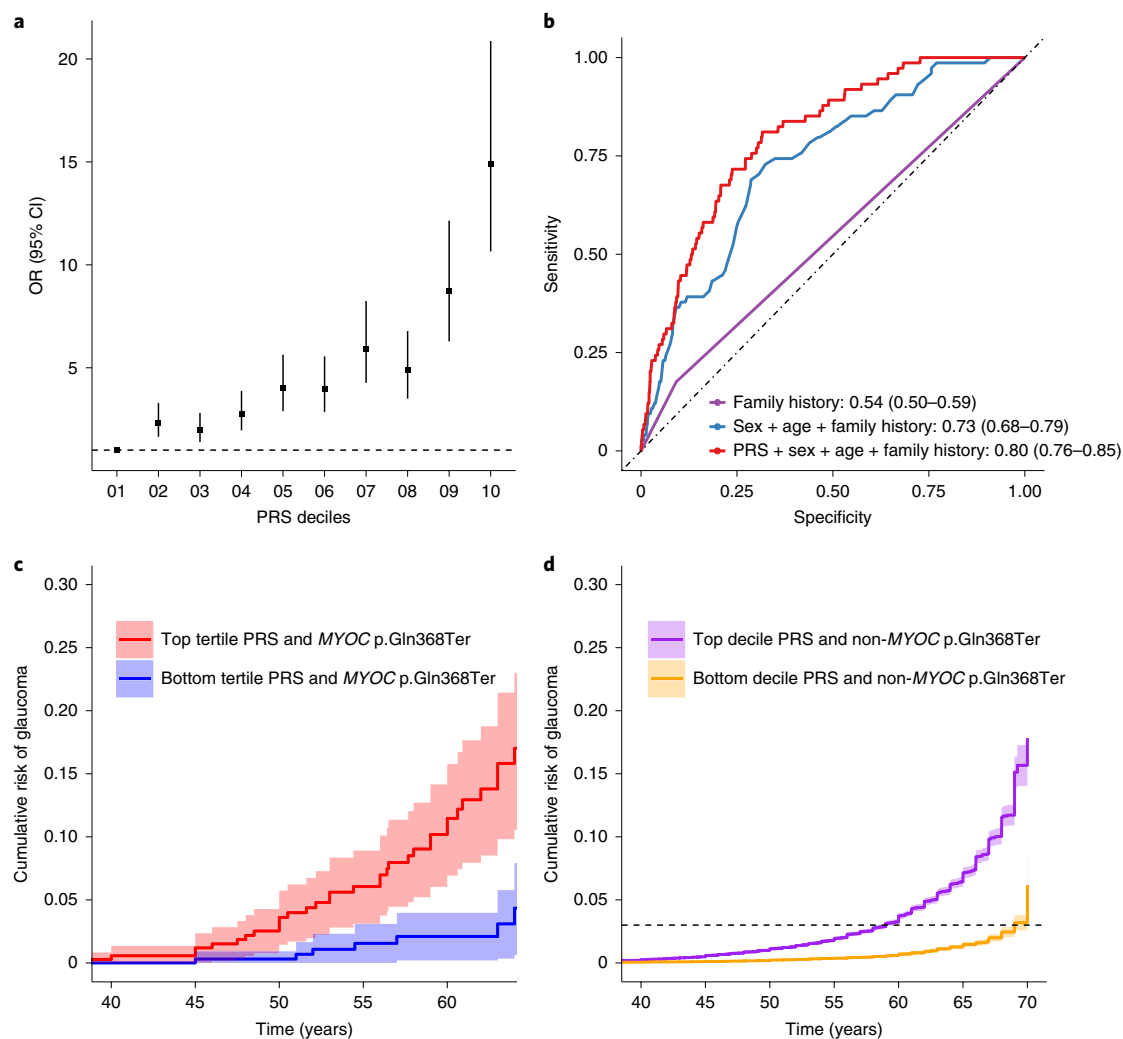 a
20
15
10
5
OR (95% CI)
01 02 03 04 05 06 07 08 09 10
PRS deciles
b
1.00
0.75
0.50
0.25
0
Sensitivity
Family history: 0.54 (0.50–0.59)
Sex + age + family history: 0.73 (0.68–0.79)
PRS + sex + age + family history: 0.80 (0.76–0.85)
0 0.25 0.50 0.75 1.00
Specificity
c
0.30
0.25
0.20
0.15
0.10
0.05
0
Cumulative risk of glaucoma
Top tertile PRS and MYOC p.Gln368Ter
Bottom tertile PRS and MYOC p.Gln368Ter
40 45 50 55 60
Time (years)
d
0.30
0.25
0.20
0.15
0.10
0.05
0
Cumulative risk of glaucoma
Top decile PRS and non-MYOC p.Gln368Ter
Bottom decile PRS and non-MYOC p.Gln368Ter
40 45 50 55 60 65 70
Time (years)